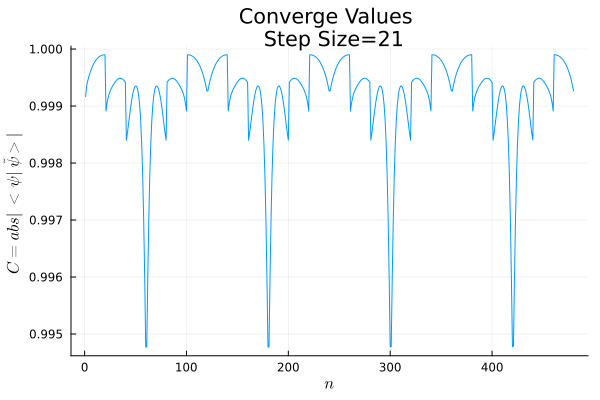 Converge Values
Step Size=21
C = abs| < ψ| ψ̃ > |
1.000
0.999
0.998
0.997
0.996
0.995
0
100
200
300
400
n